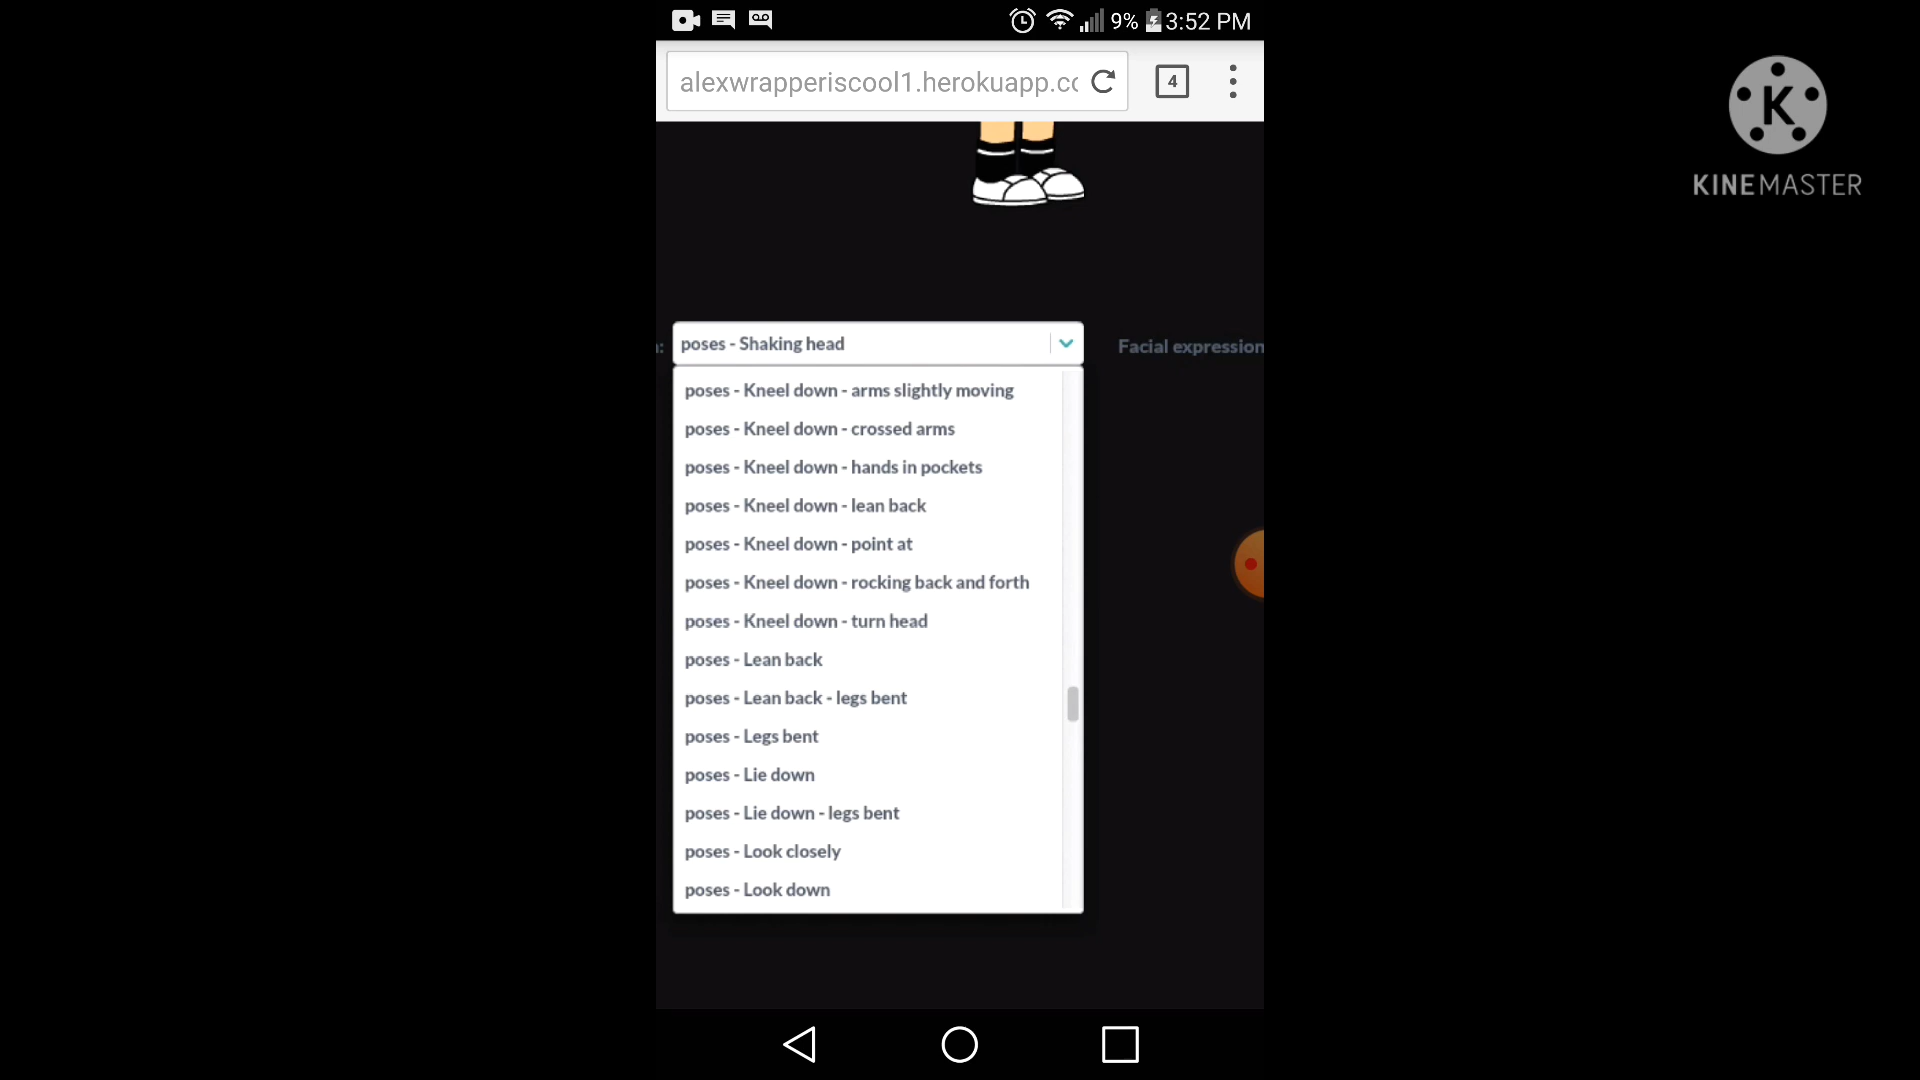 9% 3:52 PM
alexwrapperiscool1.herokuapp.cc
4
K
KINEMASTER
poses - Shaking head
Facial expression
poses - Kneel down - arms slightly moving
poses - Kneel down - crossed arms
poses - Kneel down - hands in pockets
poses - Kneel down - lean back
poses - Kneel down - point at
poses - Kneel down - rocking back and forth
poses - Kneel down - turn head
poses - Lean back
poses - Lean back - legs bent
poses - Legs bent
poses - Lie down
poses - Lie down - legs bent
poses - Look closely
poses - Look down